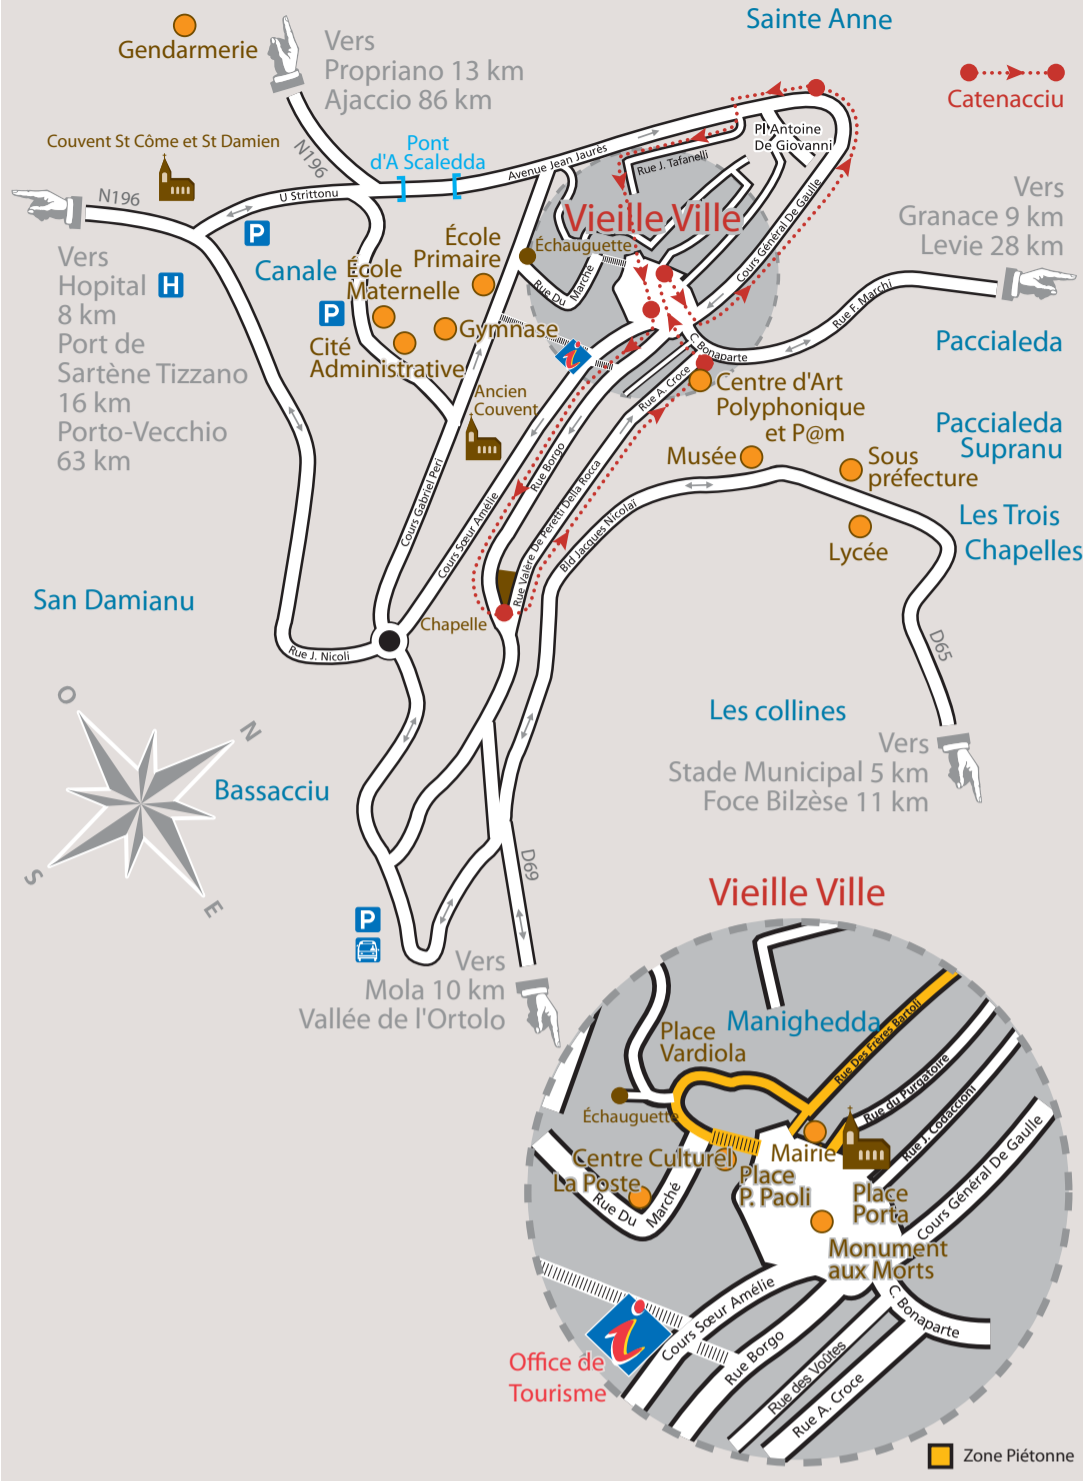 Sainte Anne
Gendarmerie
Vers
Propriano 13 km
Ajaccio 86 km
Catenacciu
Couvent St Côme et St Damien
N196
Pont
d'A Scaledda
Avenue Jean Jaurès
Pl Antoine
De Giovanni
Rue J. Tafanelli
N196
U Strittonu
P
Vieille Ville
Cours Général De Gaulle
Vers
Granace 9 km
Levie 28 km
École
Primaire
Échauguette
Vers
Hopital H
8 km
Port de
Sartène Tizzano
16 km
Porto-Vecchio
63 km
Canale
École
Maternelle
Rue Du
Marche
Rue F. Marchi
P
Gymnase
Cité
Administrative
i
C. Bonaparte
Paccialeda
Rue A. Croce
Centre d'Art
Polyphonique
et P@m
Ancien
Couvent
Paccialeda
Supranu
Musée
Sous
préfecture
Rue Borgo
Cours Gabriel Peri
Cours Sœur Amélie
Rue Valère De Peretti Della Rocca
Bld Jacques Nicolaï
Les Trois
Chapelles
Lycée
San Damianu
Chapelle
Rue J. Nicoli
D65
O
N
S
E
Les collines
Vers
Stade Municipal 5 km
Foce Bilzèse 11 km
Bassacciu
D69
P
Vers
Mola 10 km
Vallée de l'Ortolo
Vieille Ville
Manighedda
Place
Vardiola
Rue Des Frères Bartoli
Rue du Purgatoire
Rue J. Codaccioni
Échauguette
Cours Général De Gaulle
Centre Culturel
Mairie
La Poste
Place
P. Paoli
Place
Porta
Rue Du
Marché
Monument
aux Morts
Cours Sœur Amélie
C. Bonaparte
i
Rue Borgo
Rue des Voûtes
Rue A. Croce
Office de
Tourisme
Zone Piétonne